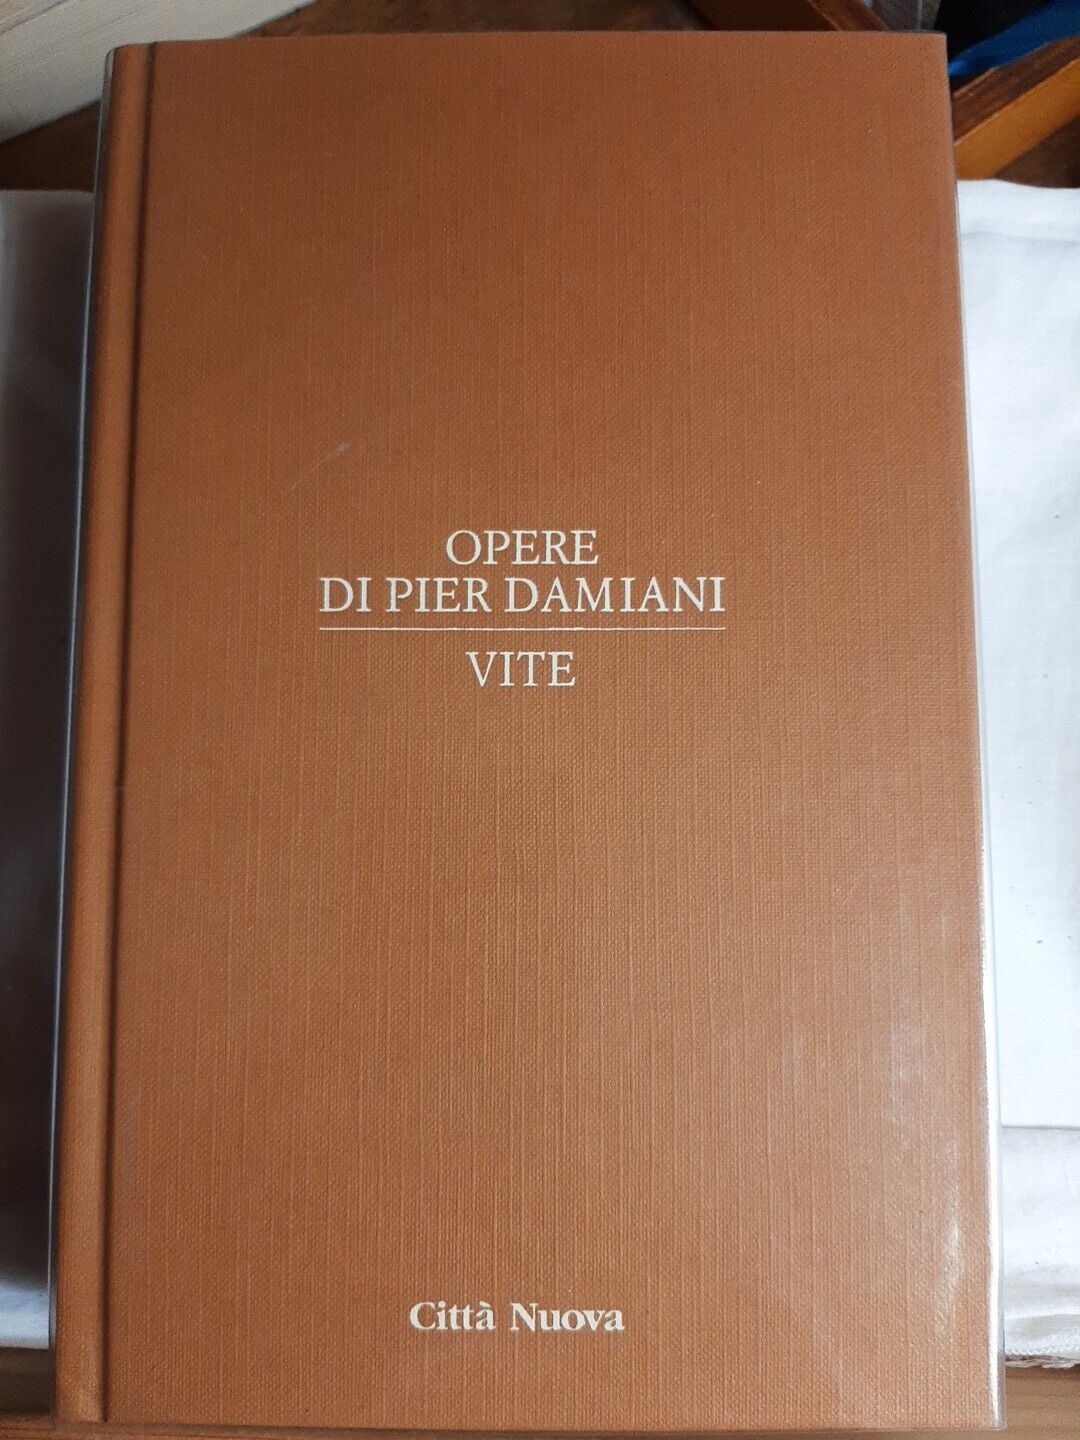 OPERE
DI PIER DAMIANI
VITE
Città Nuova